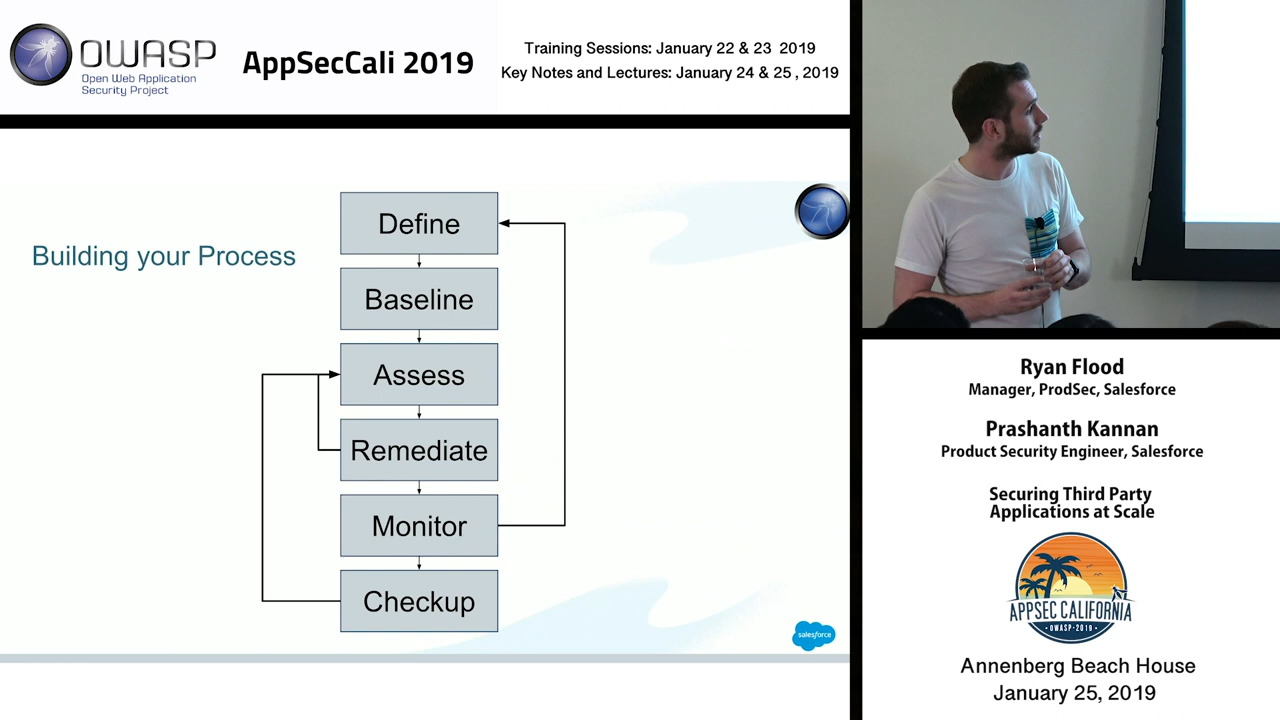 OWASP
Open Web Application
Security Project
AppSecCali 2019
Training Sessions: January 22 & 23 2019
Key Notes and Lectures: January 24 & 25 , 2019
Building your Process
Define
Baseline
Assess
Remediate
Monitor
Checkup
salesforce
Ryan Flood
Manager, ProdSec, Salesforce
Prashanth Kannan
Product Security Engineer, Salesforce
Securing Third Party
Applications at Scale
APPSEC CALIFORNIA
• OWASP•2019 •
Annenberg Beach House
January 25, 2019